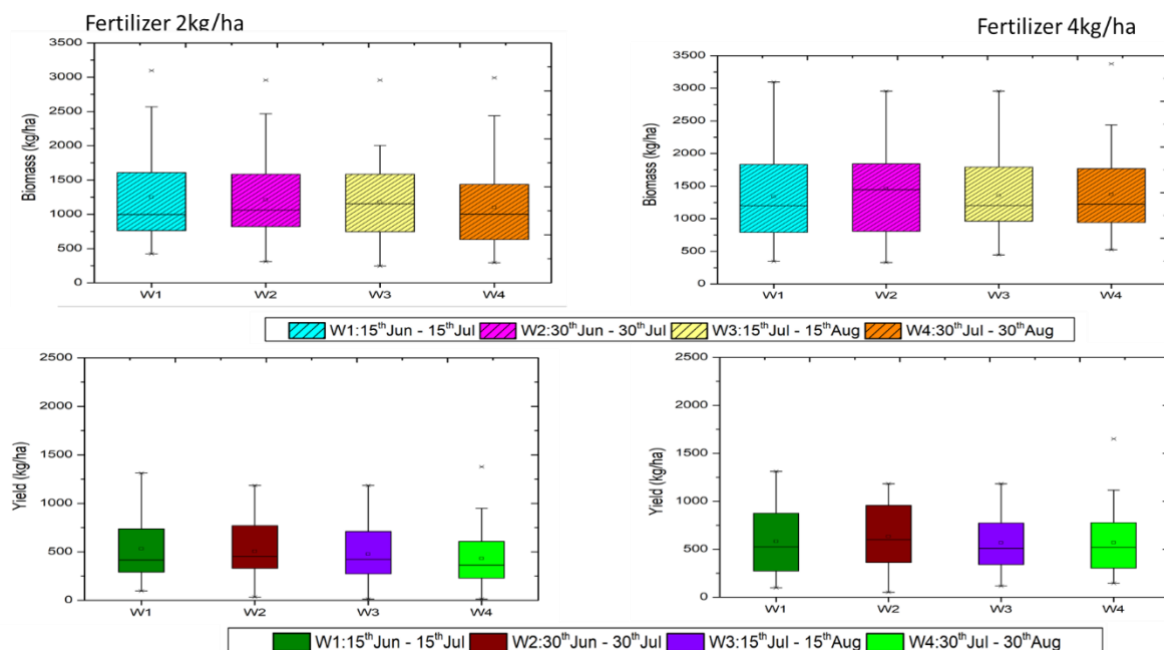 Fertilizer 2kg/ha
Fertilizer 4kg/ha
Biomass (kg/ha)
3500
3000
2500
2000
1500
1000
500
0
W1 W2 W3 W4
Biomass (kg/ha)
3500
3000
2500
2000
1500
1000
500
0
W1 W2 W3 W4
W1:15thJun - 15thJul W2:30thJun - 30thJul W3:15thJul - 15thAug W4:30thJul - 30thAug
Yield (kg/ha)
2500
2000
1500
1000
500
0
W1 W2 W3 W4
Yield (kg/ha)
2500
2000
1500
1000
500
0
W1 W2 W3 W4
W1:15thJun - 15thJul W2:30thJun - 30thJul W3:15thJul - 15thAug W4:30thJul - 30thAug